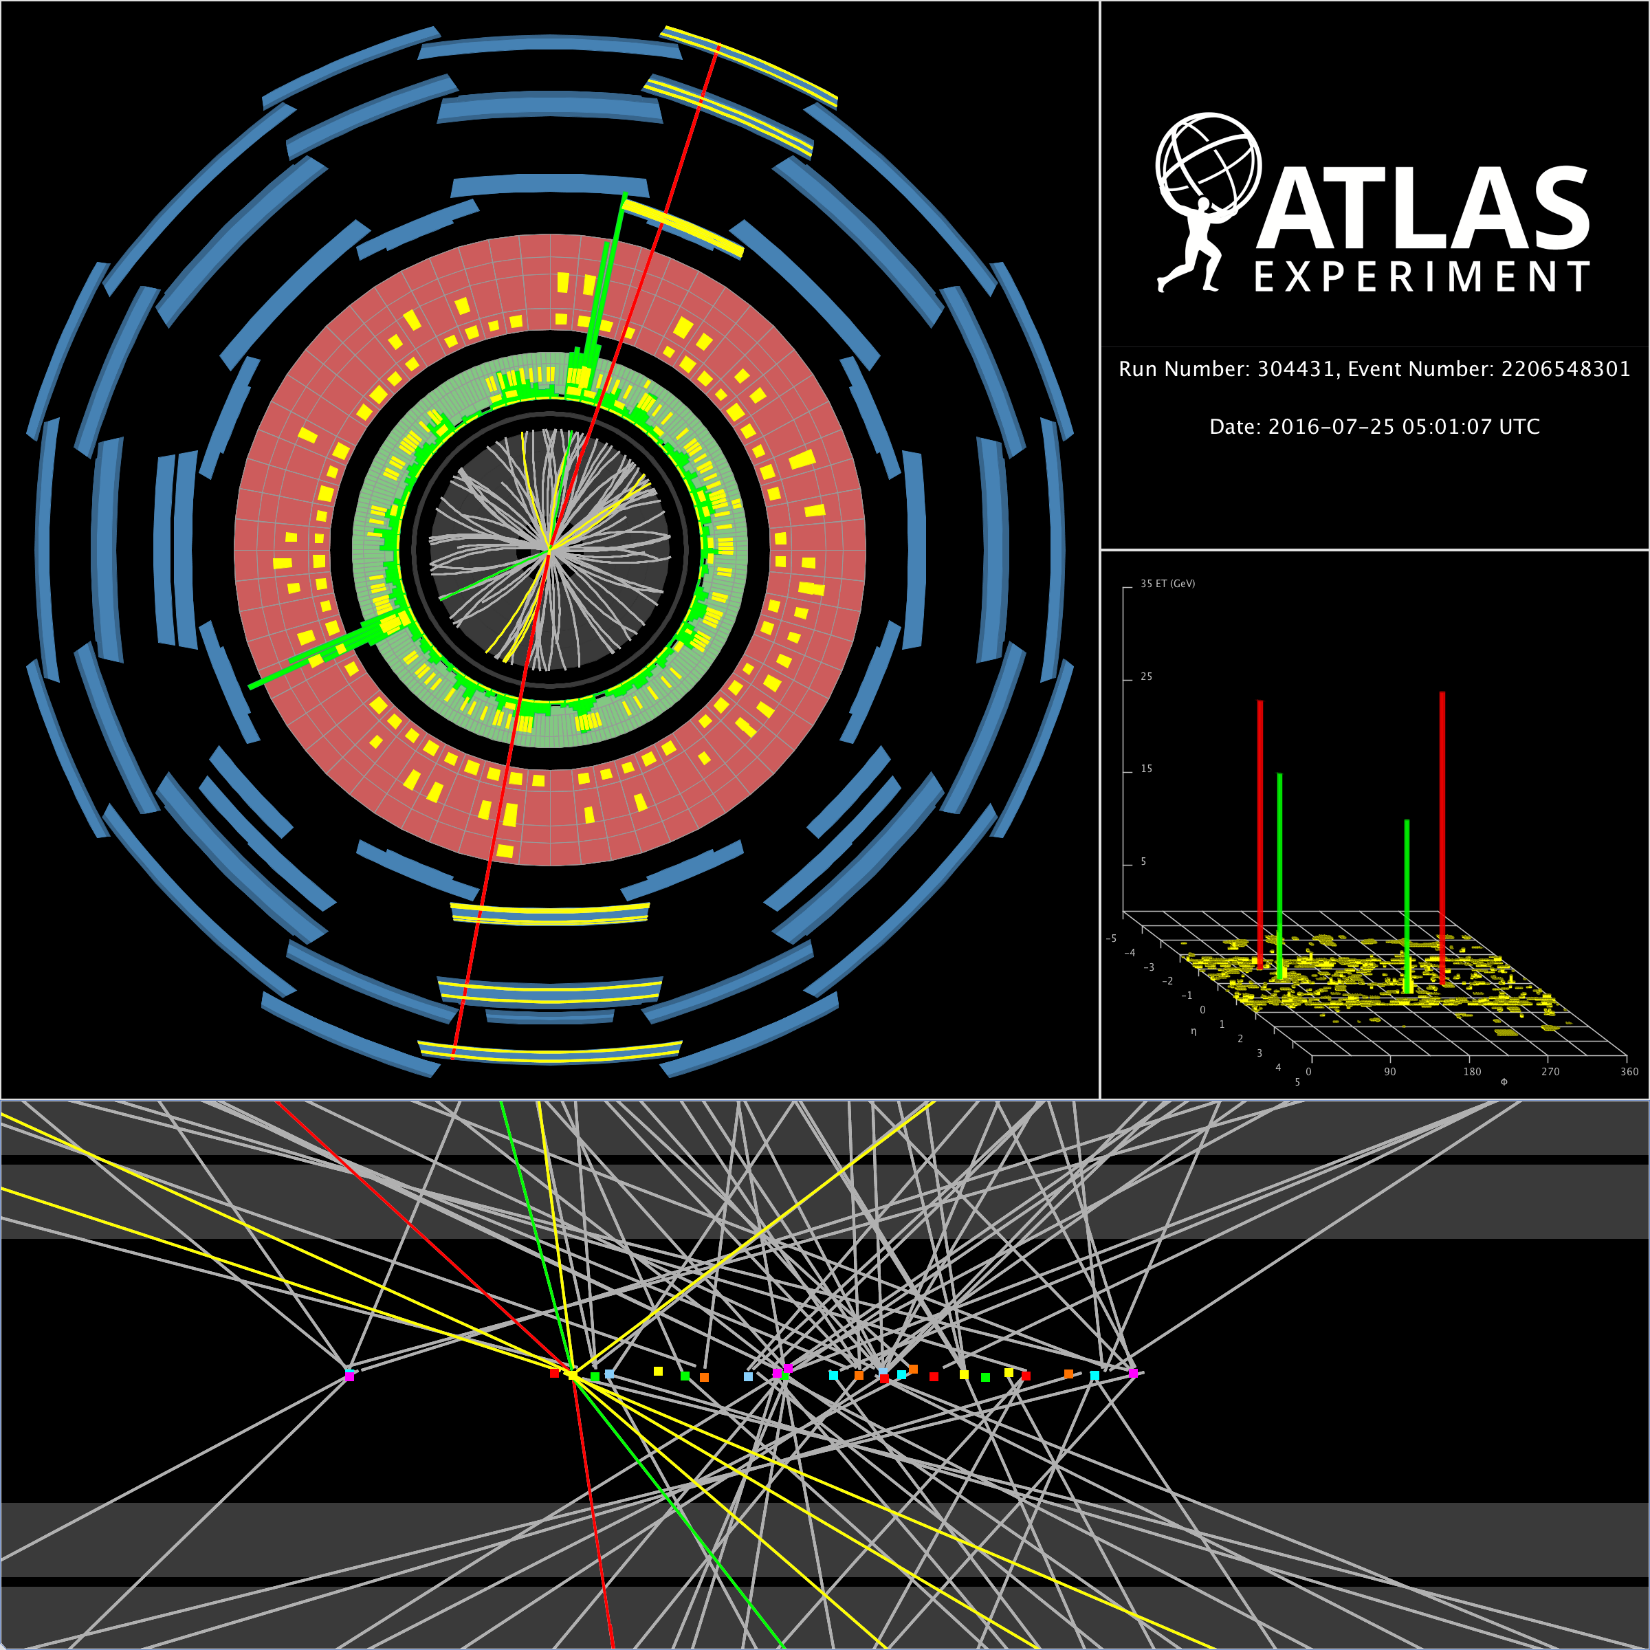 ATLAS
EXPERIMENT
Run Number: 304431, Event Number: 2206548301
Date: 2016-07-25 05:01:07 UTC
35 ET (GeV)
25
15
5
-5
-4
-3
-2
-1
0
1
2
3
4
5
η
0 90 180 270 360
Φ